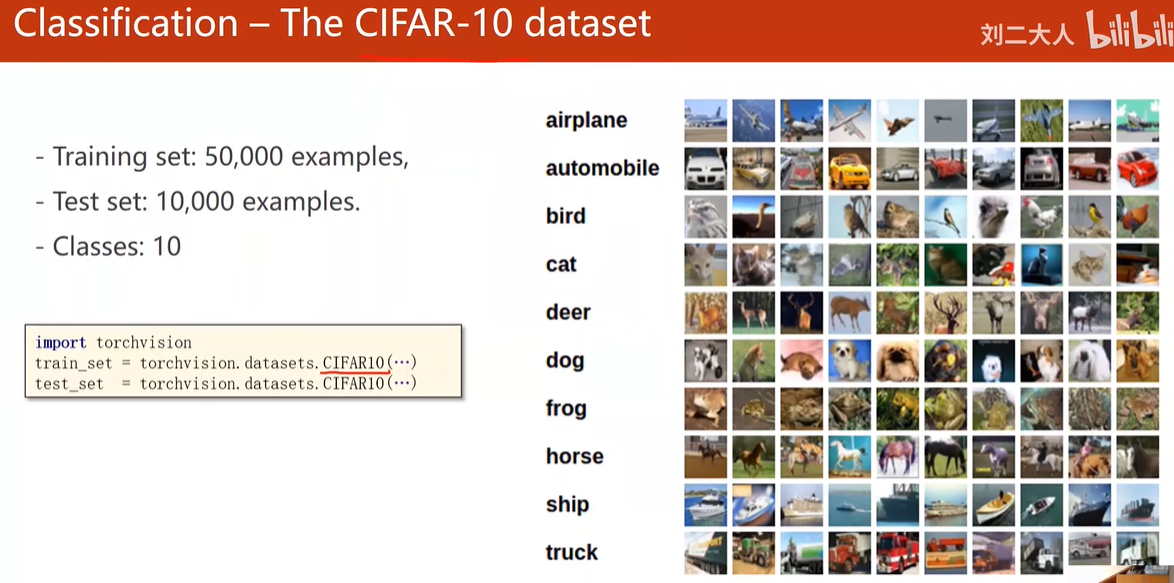 Classification – The CIFAR-10 dataset
刘二大人 bilibili
- Training set: 50,000 examples,
- Test set: 10,000 examples.
- Classes: 10
import torchvision
train_set = torchvision.datasets.CIFAR10(⋯)
test_set  = torchvision.datasets.CIFAR10(⋯)
airplane
automobile
bird
cat
deer
dog
frog
horse
ship
truck